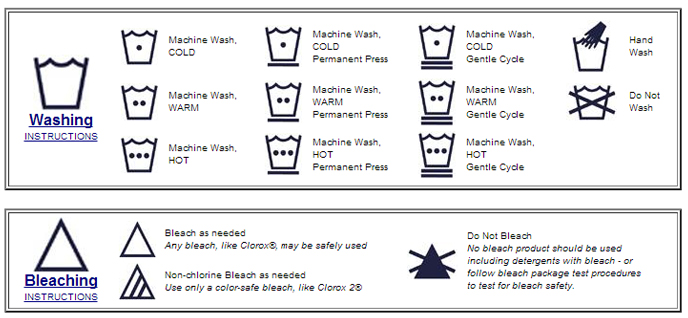 Washing
INSTRUCTIONS
Machine Wash,
COLD
Machine Wash,
COLD
Permanent Press
Machine Wash,
COLD
Gentle Cycle
Hand
Wash
Machine Wash,
WARM
Machine Wash,
WARM
Permanent Press
Machine Wash,
WARM
Gentle Cycle
Do Not
Wash
Machine Wash,
HOT
Machine Wash,
HOT
Permanent Press
Machine Wash,
HOT
Gentle Cycle
Bleaching
INSTRUCTIONS
Bleach as needed
Any bleach, like Clorox®, may be safely used
Non-chlorine Bleach as needed
Use only a color-safe bleach, like Clorox 2®
Do Not Bleach
No bleach product should be used
including detergents with bleach - or
follow bleach package test procedures
to test for bleach safety.